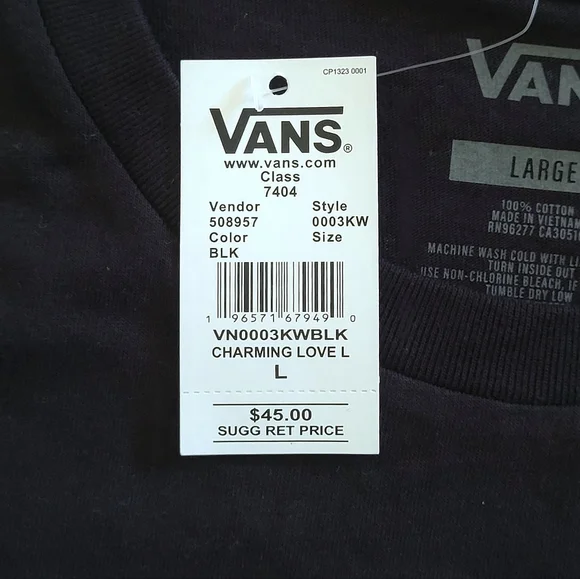 CP1323 0001
VANS®
www.vans.com
Class
7404
Vendor Style
508957 0003KW
Color Size
BLK
1 96571 67949 0
VN0003KWBLK
CHARMING LOVE L
L
$45.00
SUGG RET PRICE
VAN
LARGE
100% COTTON
MADE IN VIETNAM
RN96277 CA3051
MACHINE WASH COLD WITH LI
TURN INSIDE OUT
USE NON-CHLORINE BLEACH, IF
TUMBLE DRY LOW